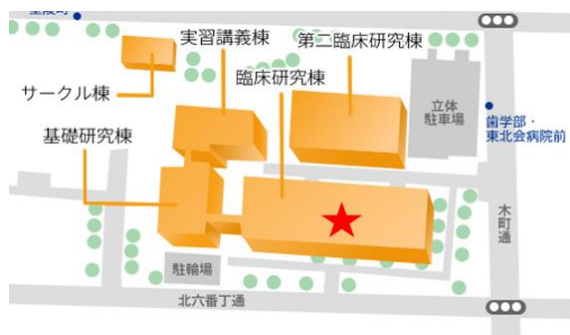 実習講義棟
第二臨床研究棟
サークル棟
臨床研究棟
立体
駐車場
歯学部・
東北会病院前
基礎研究棟
木町通
駐輪場
北六番丁通